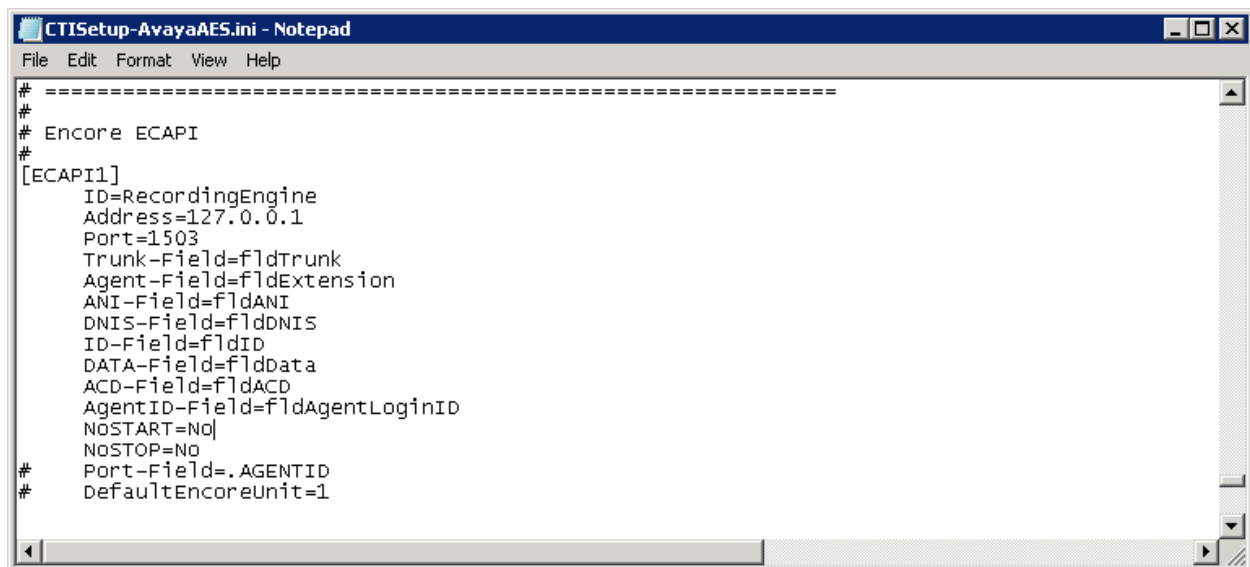 CTISetup-AvayaAES.ini - Notepad
File Edit Format View Help
# =============================================================
#
# Encore ECAPI
#
[ECAPI1]
ID=RecordingEngine
Address=127.0.0.1
Port=1503
Trunk-Field=fldTrunk
Agent-Field=fldExtension
ANI-Field=fldANI
DNIS-Field=fldDNIS
ID-Field=fldID
DATA-Field=fldData
ACD-Field=fldACD
AgentID-Field=fldAgentLoginID
NoSTART=No
NoSTOP=No
# Port-Field=.AGENTID
# DefaultEncoreUnit=1